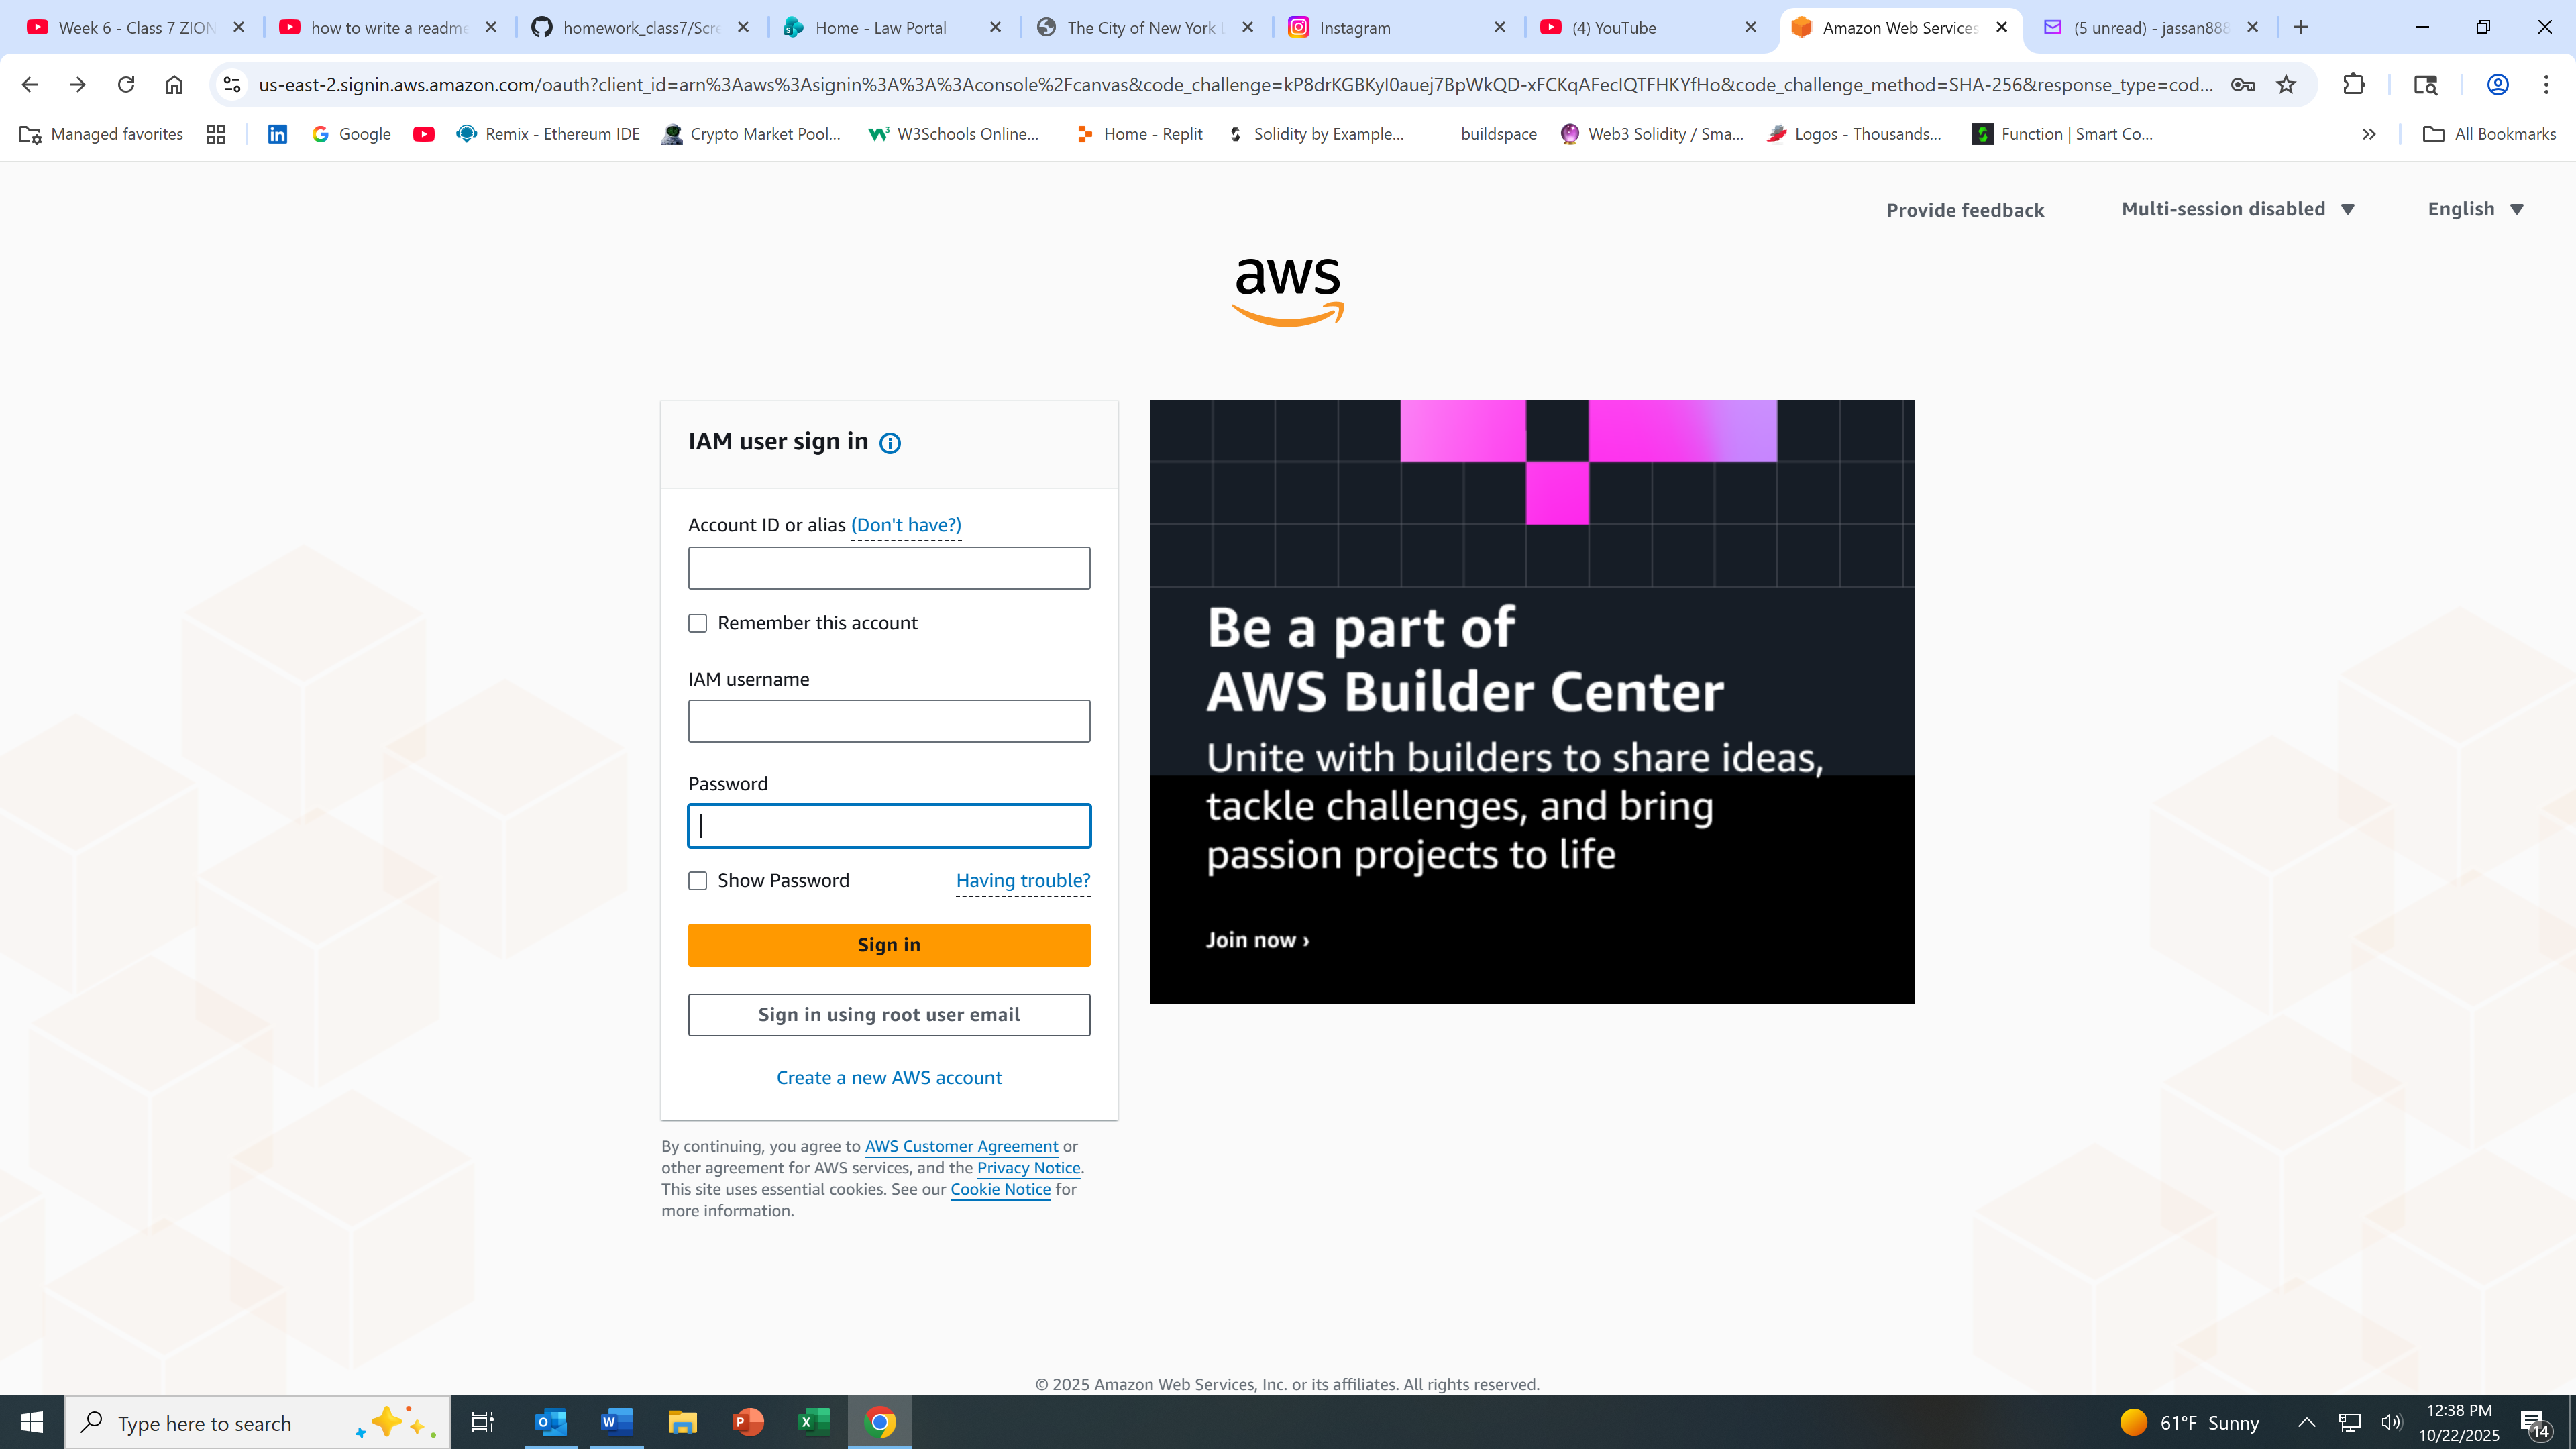 Week 6 - Class 7 ZION
how to write a readme
homework_class7/Scre
Home - Law Portal
The City of New York L
Instagram
(4) YouTube
Amazon Web Services
(5 unred) - jassan888
us-east-2.signin.aws.amazon.com/oauth?client_id=arn%3Aaws%3Asignin%3A%3A%3Aconsole%2Fcanvas&code_challenge=kP8drKGBKyI0auej7BpWkQD-xFCKqAFecIQTFHKYfHo&code_challenge_method=SHA-256&response_type=cod...
Managed favorites
Google
Remix - Ethereum IDE
Crypto Market Pool...
W3Schools Online...
Home - Replit
Solidity by Example...
buildspace
Web3 Solidity / Sma...
Logos - Thousands...
Function | Smart Co...
All Bookmarks
Provide feedback
Multi-session disabled
English
aws
IAM user sign in
Account ID or alias (Don't have?)
Remember this account
IAM username
Password
Show Password
Having trouble?
Sign in
Sign in using root user email
Create a new AWS account
By continuing, you agree to AWS Customer Agreement or
other agreement for AWS services, and the Privacy Notice.
This site uses essential cookies. See our Cookie Notice for
more information.
Be a part of
AWS Builder Center
Unite with builders to share ideas,
tackle challenges, and bring
passion projects to life
Join now ›
© 2025 Amazon Web Services, Inc. or its affiliates. All rights reserved.
Type here to search
61°F Sunny
12:38 PM
10/22/2025
14